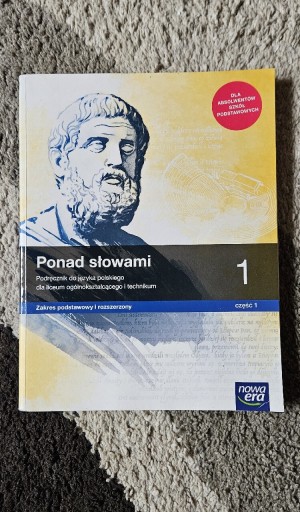 DLA
ABSOLWENTÓW
SZKÓŁ
PODSTAWOWYCH
Ponad słowami
Podręcznik do języka polskiego
dla liceum ogólnokształcącego i technikum
1
Zakres podstawowy i rozszerzony
część 1
nowa
era